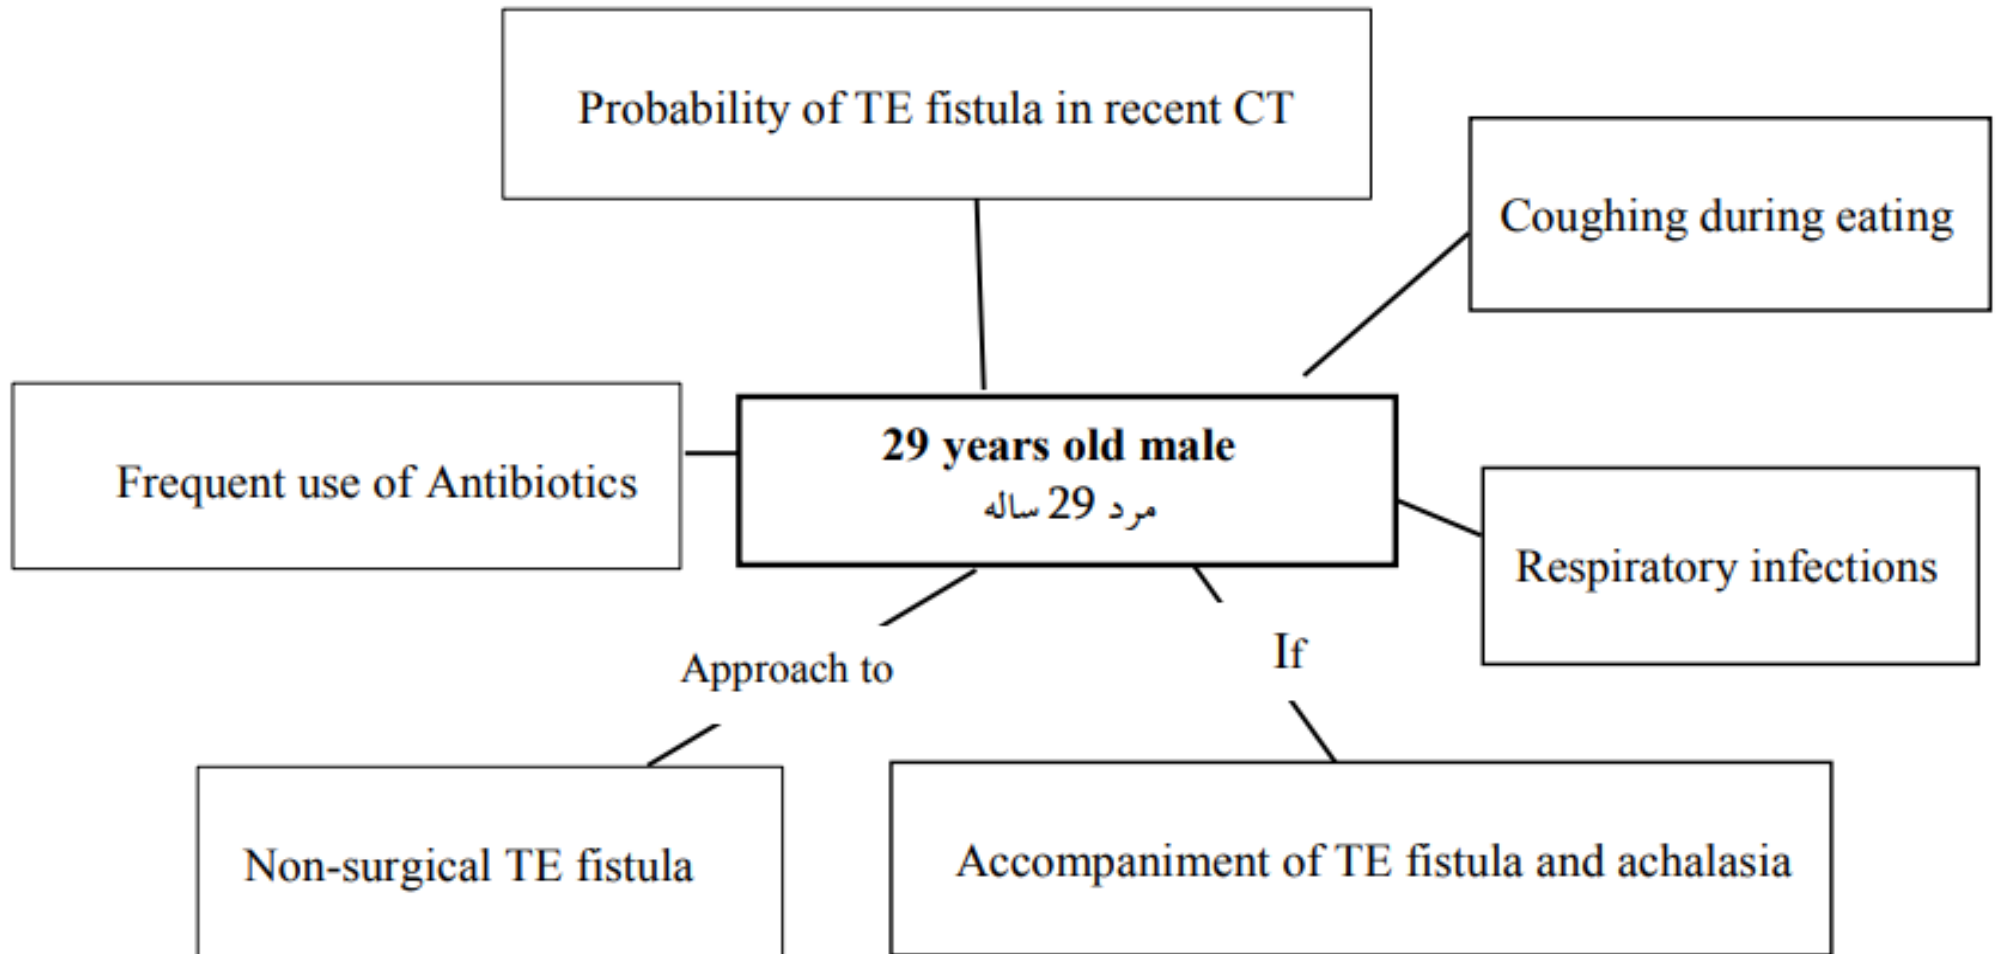 Probability of TE fistula in recent CT
Coughing during eating
Frequent use of Antibiotics
29 years old male
مرد 29 ساله
Respiratory infections
Approach to
If
Non-surgical TE fistula
Accompaniment of TE fistula and achalasia